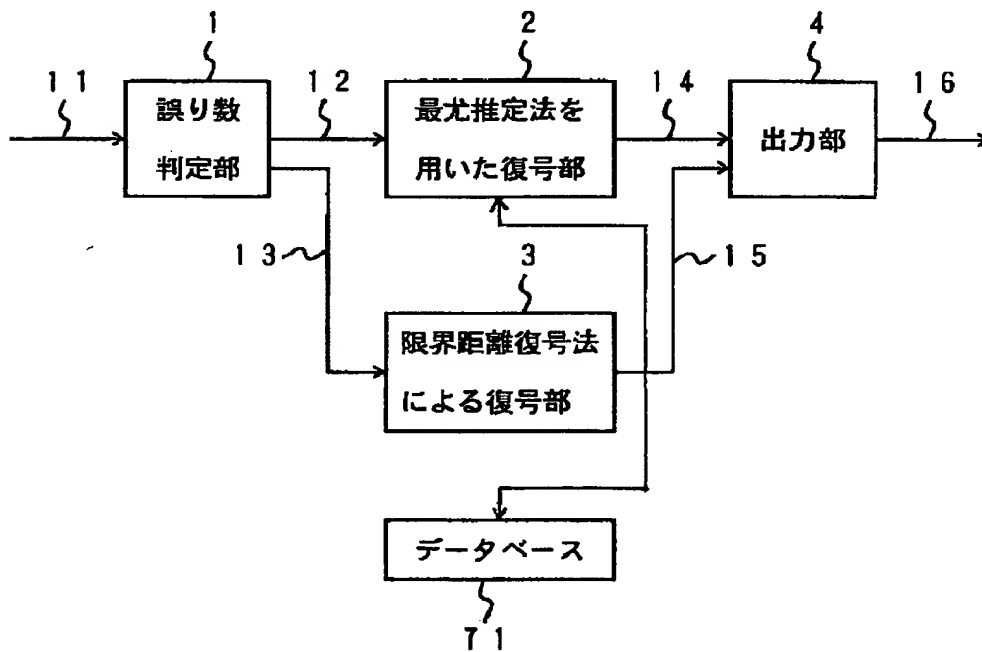 1
2
4
11
12
14
16
誤り数
判定部
最尤推定法を
用いた復号部
出力部
13
3
15
限界距離復号法
による復号部
データベース
71